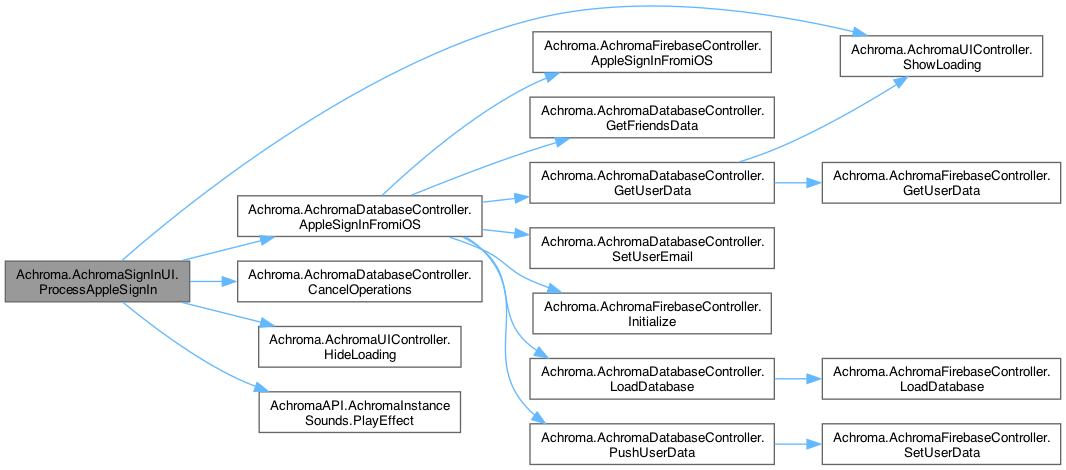 Achroma.AchromaSignInUI.
ProcessAppleSignIn
Achroma.AchromaDatabaseController.
AppleSignInFromiOS
Achroma.AchromaDatabaseController.
CancelOperations
Achroma.AchromaUIController.
HideLoading
AchromaAPI.AchromaInstance
Sounds.PlayEffect
Achroma.AchromaFirebaseController.
AppleSignInFromiOS
Achroma.AchromaDatabaseController.
GetFriendsData
Achroma.AchromaDatabaseController.
GetUserData
Achroma.AchromaDatabaseController.
SetUserEmail
Achroma.AchromaFirebaseController.
Initialize
Achroma.AchromaDatabaseController.
LoadDatabase
Achroma.AchromaDatabaseController.
PushUserData
Achroma.AchromaUIController.
ShowLoading
Achroma.AchromaFirebaseController.
GetUserData
Achroma.AchromaFirebaseController.
LoadDatabase
Achroma.AchromaFirebaseController.
SetUserData